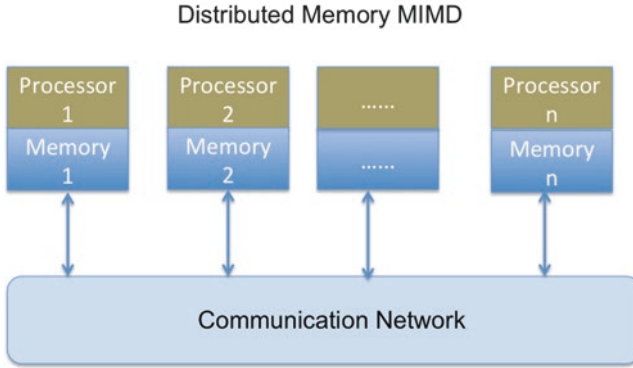 Distributed Memory MIMD
Processor
1
Memory
1
Processor
2
Memory
2
......
......
Processor
n
Memory
n
Communication Network